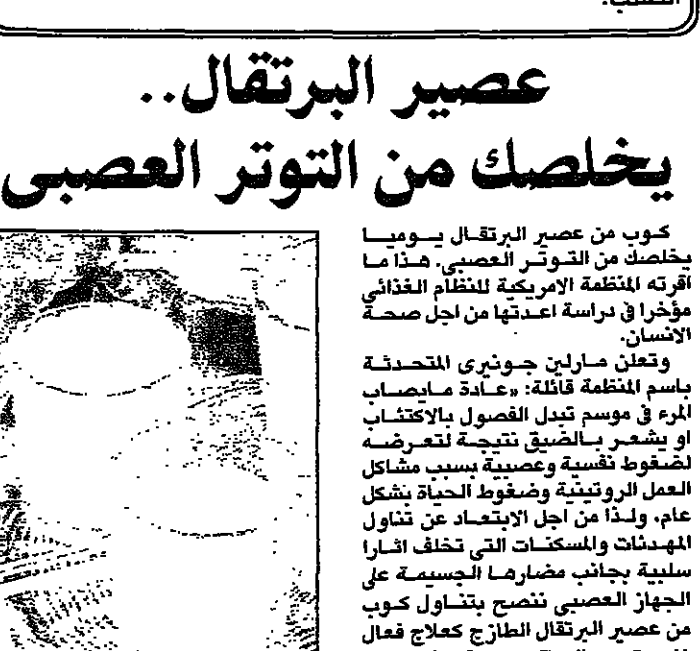 عصير البرتقال..
يخلصك من التوتر العصبى
كوب من عصير البرتقال يوميا
يخلصك من التوتر العصبي. هذا ما
اقرته المنظمة الامريكية للنظام الغذائي
مؤخرا في دراسة اعدتها من اجل صحة
الانسان.
وتعلن مارلين جونيرى المتحدثة
باسم المنظمة قائلة: «عادة مايصاب
المرء في موسم تبدل الفصول بالاكتئاب
او يشعر بالضيق نتيجة لتعرضه
لضغوط نفسية وعصبية بسبب مشاكل
العمل الروتينية وضغوط الحياة بشكل
عام. ولذا من اجل الابتعاد عن تناول
المهدئات والمسكنات التي تخلف اثارا
سلبية بجانب مضارها الجسيمة على
الجهاز العصبي ننصح بتناول كوب
من عصير البرتقال الطازج كعلاج فعال